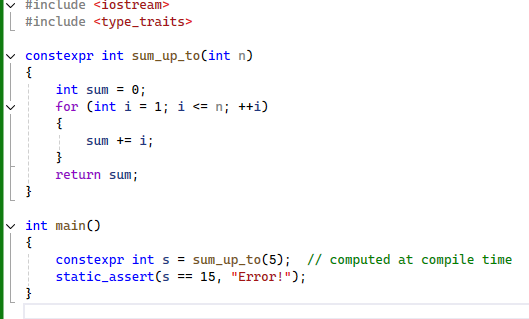 #include <iostream>
#include <type_traits>

constexpr int sum_up_to(int n)
{
    int sum = 0;
    for (int i = 1; i <= n; ++i)
    {
        sum += i;
    }
    return sum;
}

int main()
{
    constexpr int s = sum_up_to(5);  // computed at compile time
    static_assert(s == 15, "Error!");
}